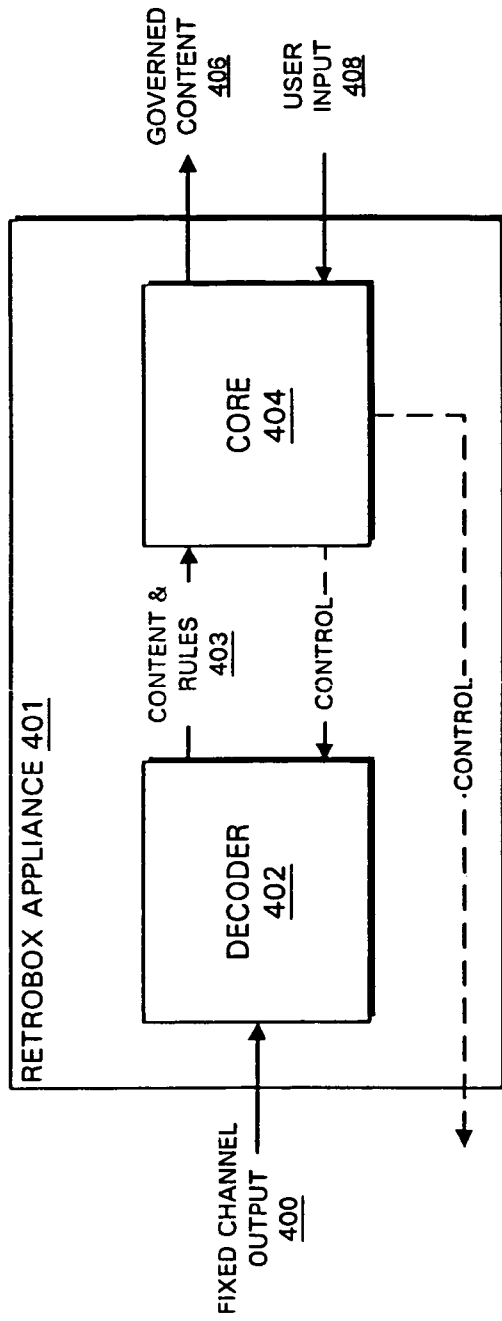 RETROBOX APPLIANCE 401
FIXED CHANNEL
OUTPUT
400
DECODER
402
CONTENT &
RULES
403
CONTROL
CORE
404
GOVERNED
CONTENT
406
USER
INPUT
408
CONTROL